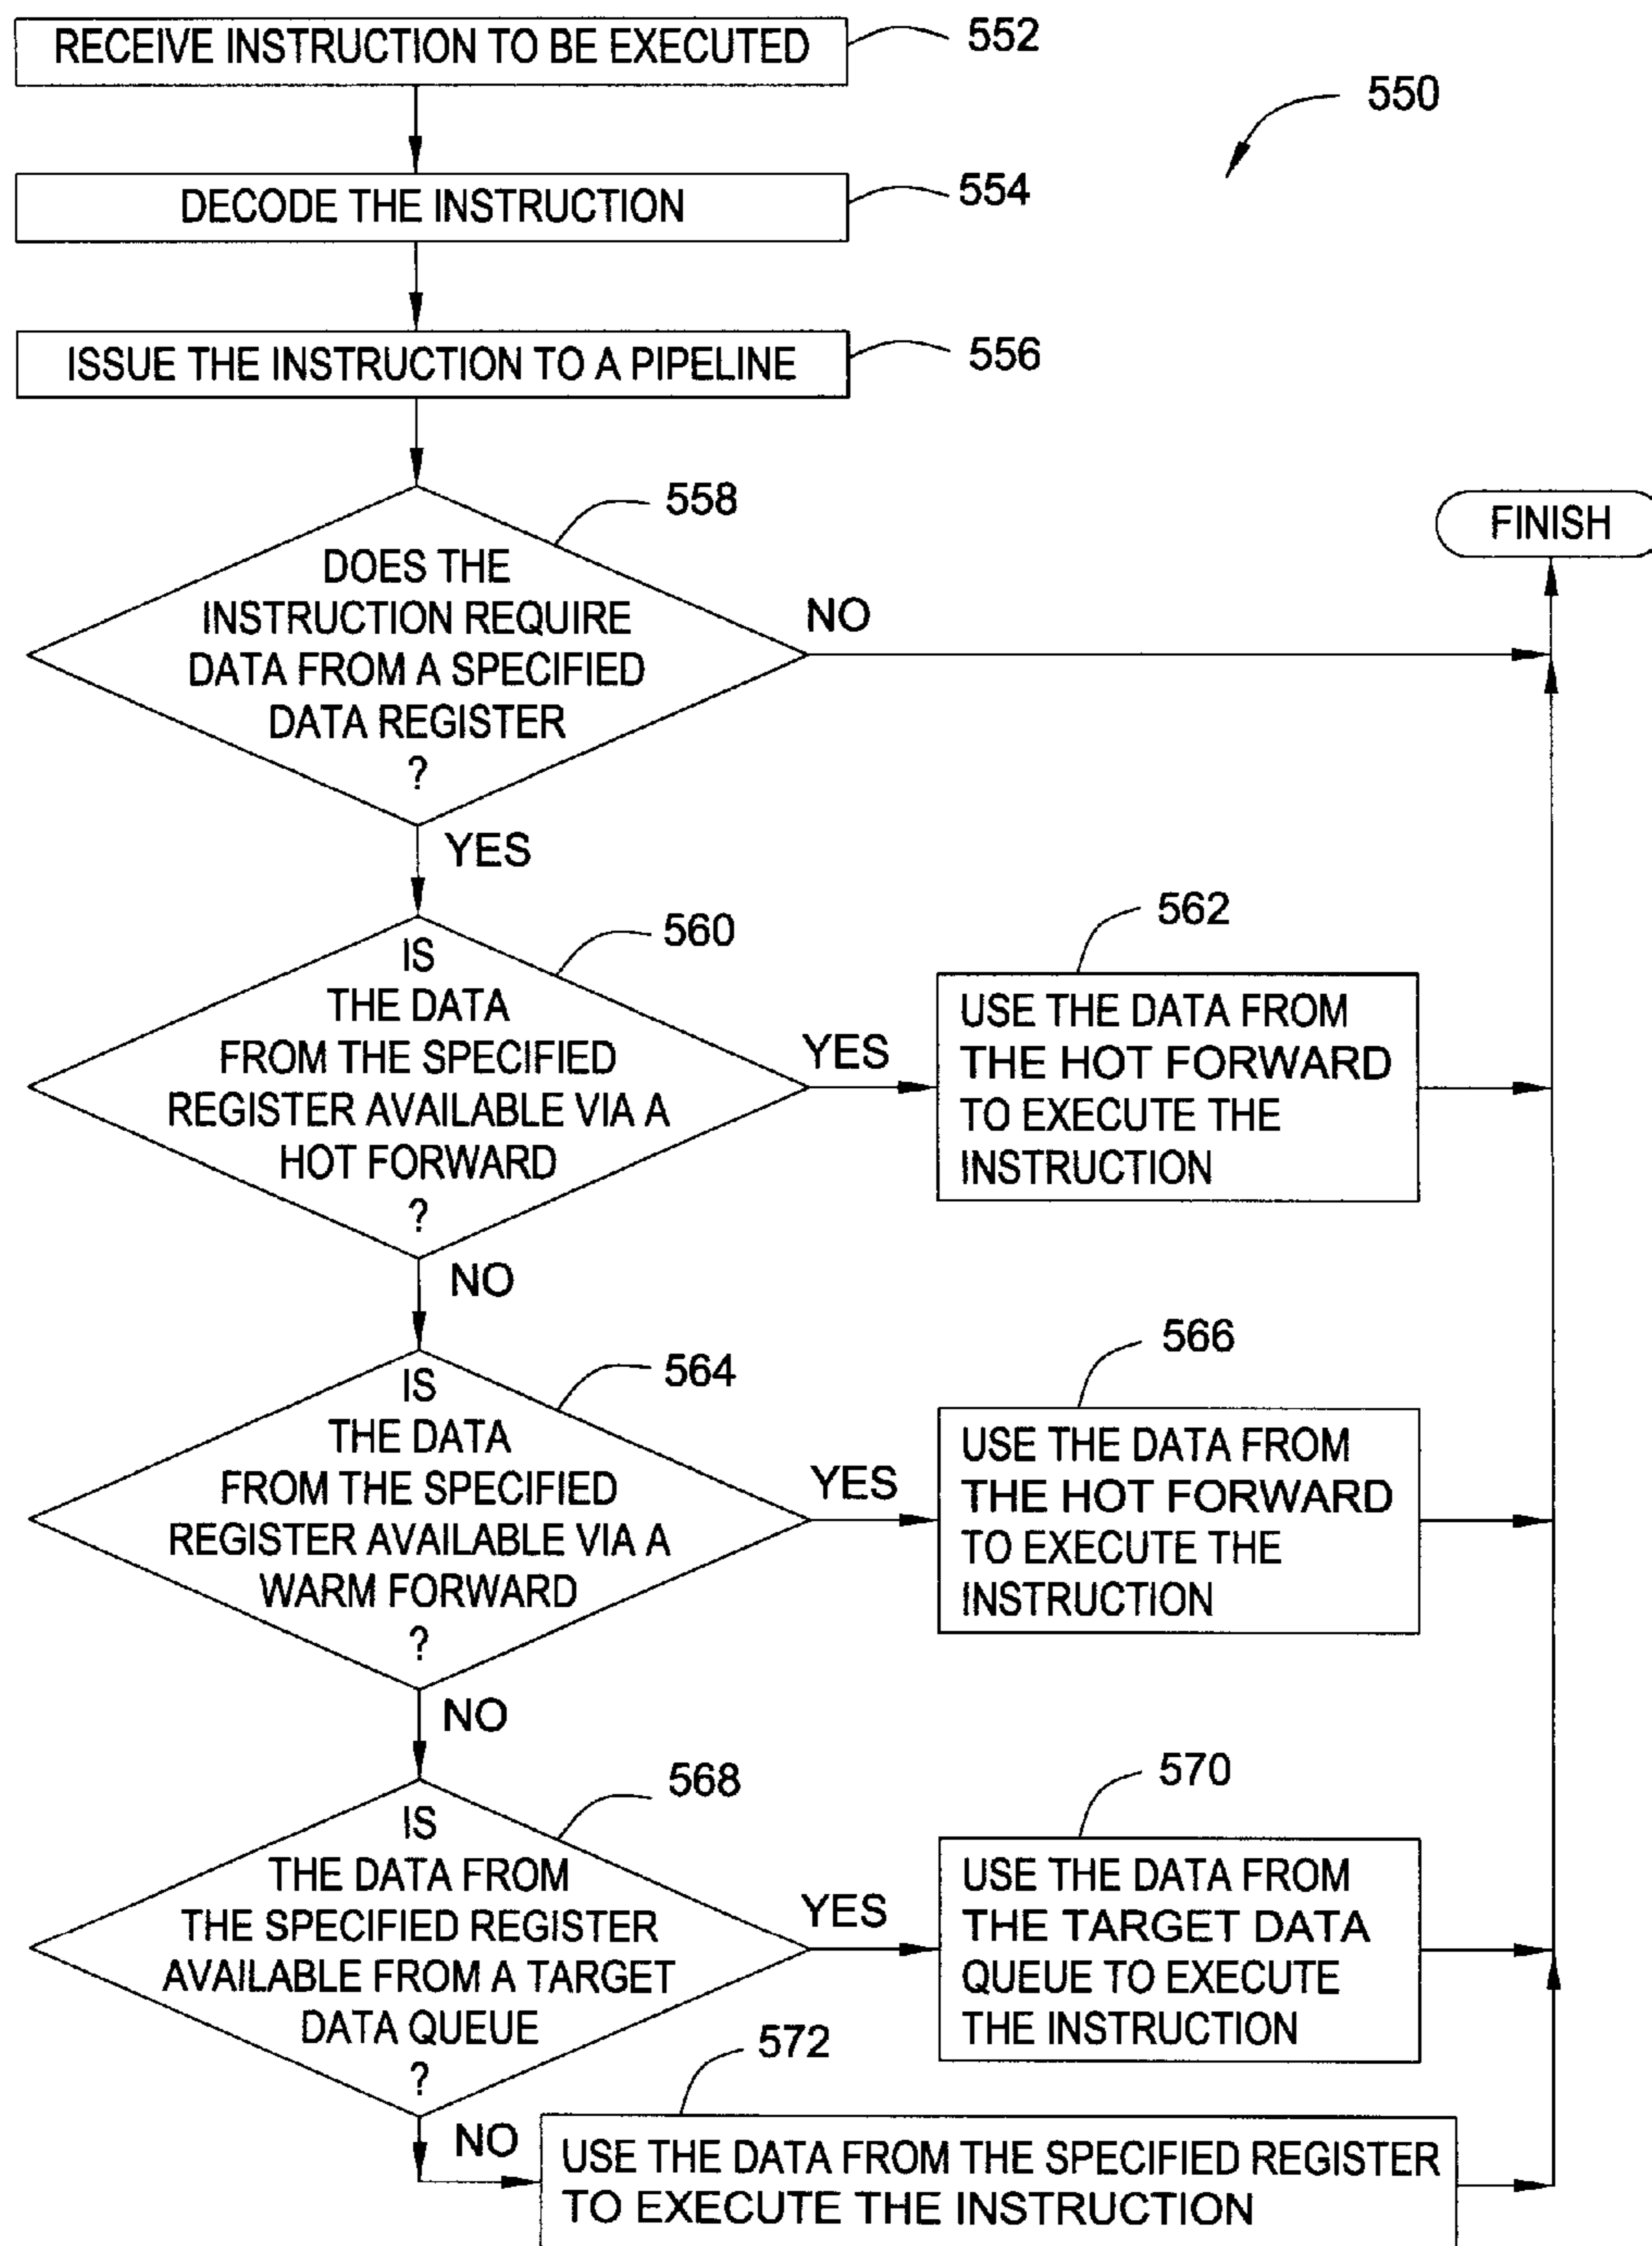 RECEIVE INSTRUCTION TO BE EXECUTED
552
550
DECODE THE INSTRUCTION
554
ISSUE THE INSTRUCTION TO A PIPELINE
556
558
DOES THE
INSTRUCTION REQUIRE
DATA FROM A SPECIFIED
DATA REGISTER
?
NO
FINISH
YES
560
IS
THE DATA
FROM THE SPECIFIED
REGISTER AVAILABLE VIA A
HOT FORWARD
?
YES
562
USE THE DATA FROM
THE HOT FORWARD
TO EXECUTE THE
INSTRUCTION
NO
564
IS
THE DATA
FROM THE SPECIFIED
REGISTER AVAILABLE VIA A
WARM FORWARD
?
YES
566
USE THE DATA FROM
THE HOT FORWARD
TO EXECUTE THE
INSTRUCTION
NO
568
IS
THE DATA FROM
THE SPECIFIED REGISTER
AVAILABLE FROM A TARGET
DATA QUEUE
?
YES
570
USE THE DATA FROM
THE TARGET DATA
QUEUE TO EXECUTE
THE INSTRUCTION
NO
572
USE THE DATA FROM THE SPECIFIED REGISTER
TO EXECUTE THE INSTRUCTION